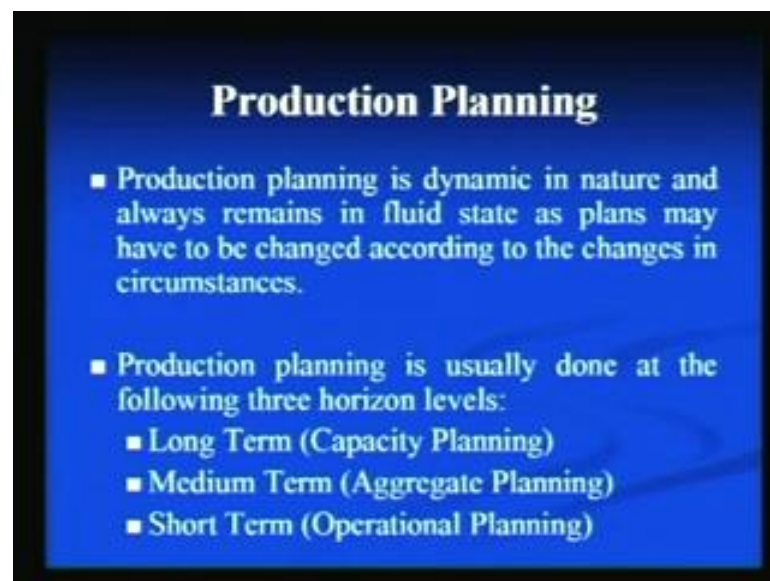 Production Planning
■ Production planning is dynamic in nature and
always remains in fluid state as plans may
have to be changed according to the changes in
circumstances.
■ Production planning is usually done at the
following three horizon levels:
■ Long Term (Capacity Planning)
■ Medium Term (Aggregate Planning)
■ Short Term (Operational Planning)